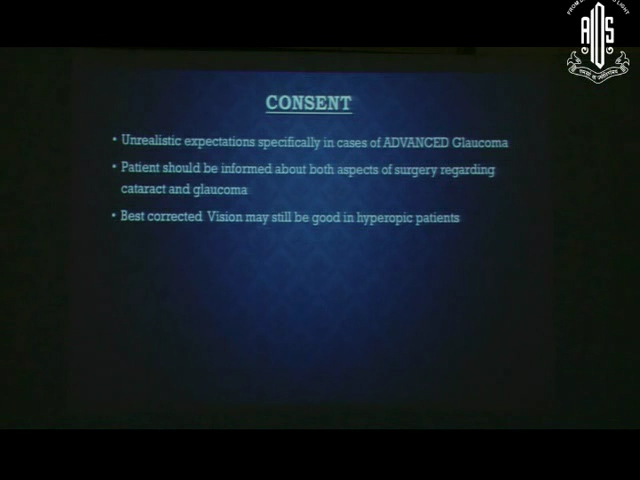 AIOS
CONSENT
• Unrealistic expectations specifically in cases of ADVANCED Glaucoma
• Patient should be informed about both aspects of surgery regarding
cataract and glaucoma
• Best corrected Vision may still be good in hyperopic patients